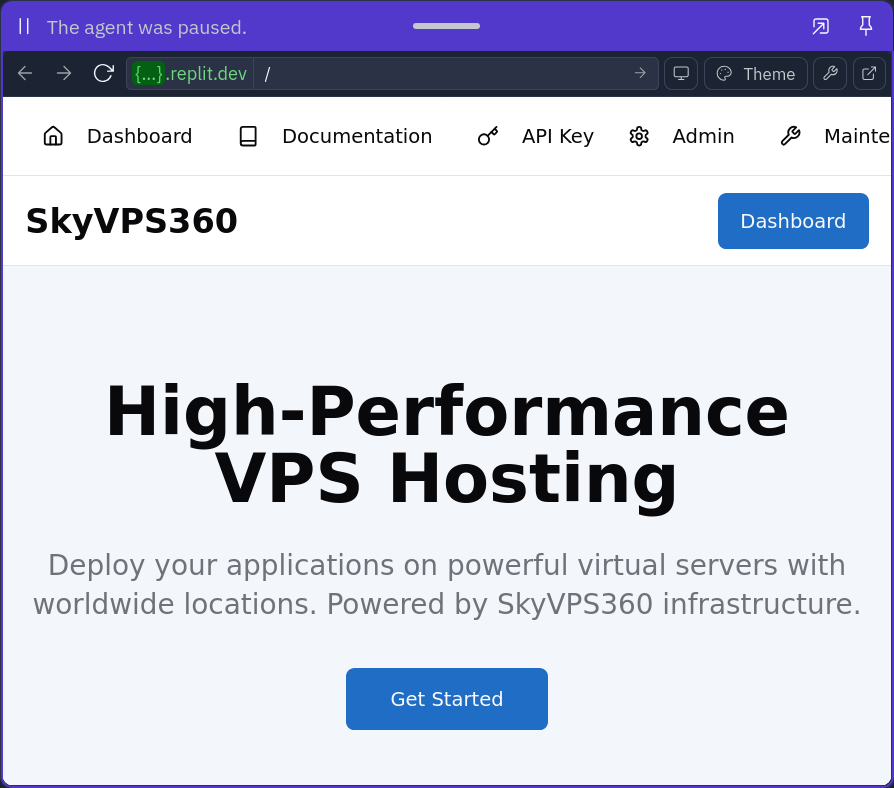 The agent was paused.
{...}.replit.dev /
Theme
Dashboard Documentation API Key Admin Mainte
SkyVPS360 Dashboard
High-Performance
VPS Hosting
Deploy your applications on powerful virtual servers with
worldwide locations. Powered by SkyVPS360 infrastructure.
Get Started